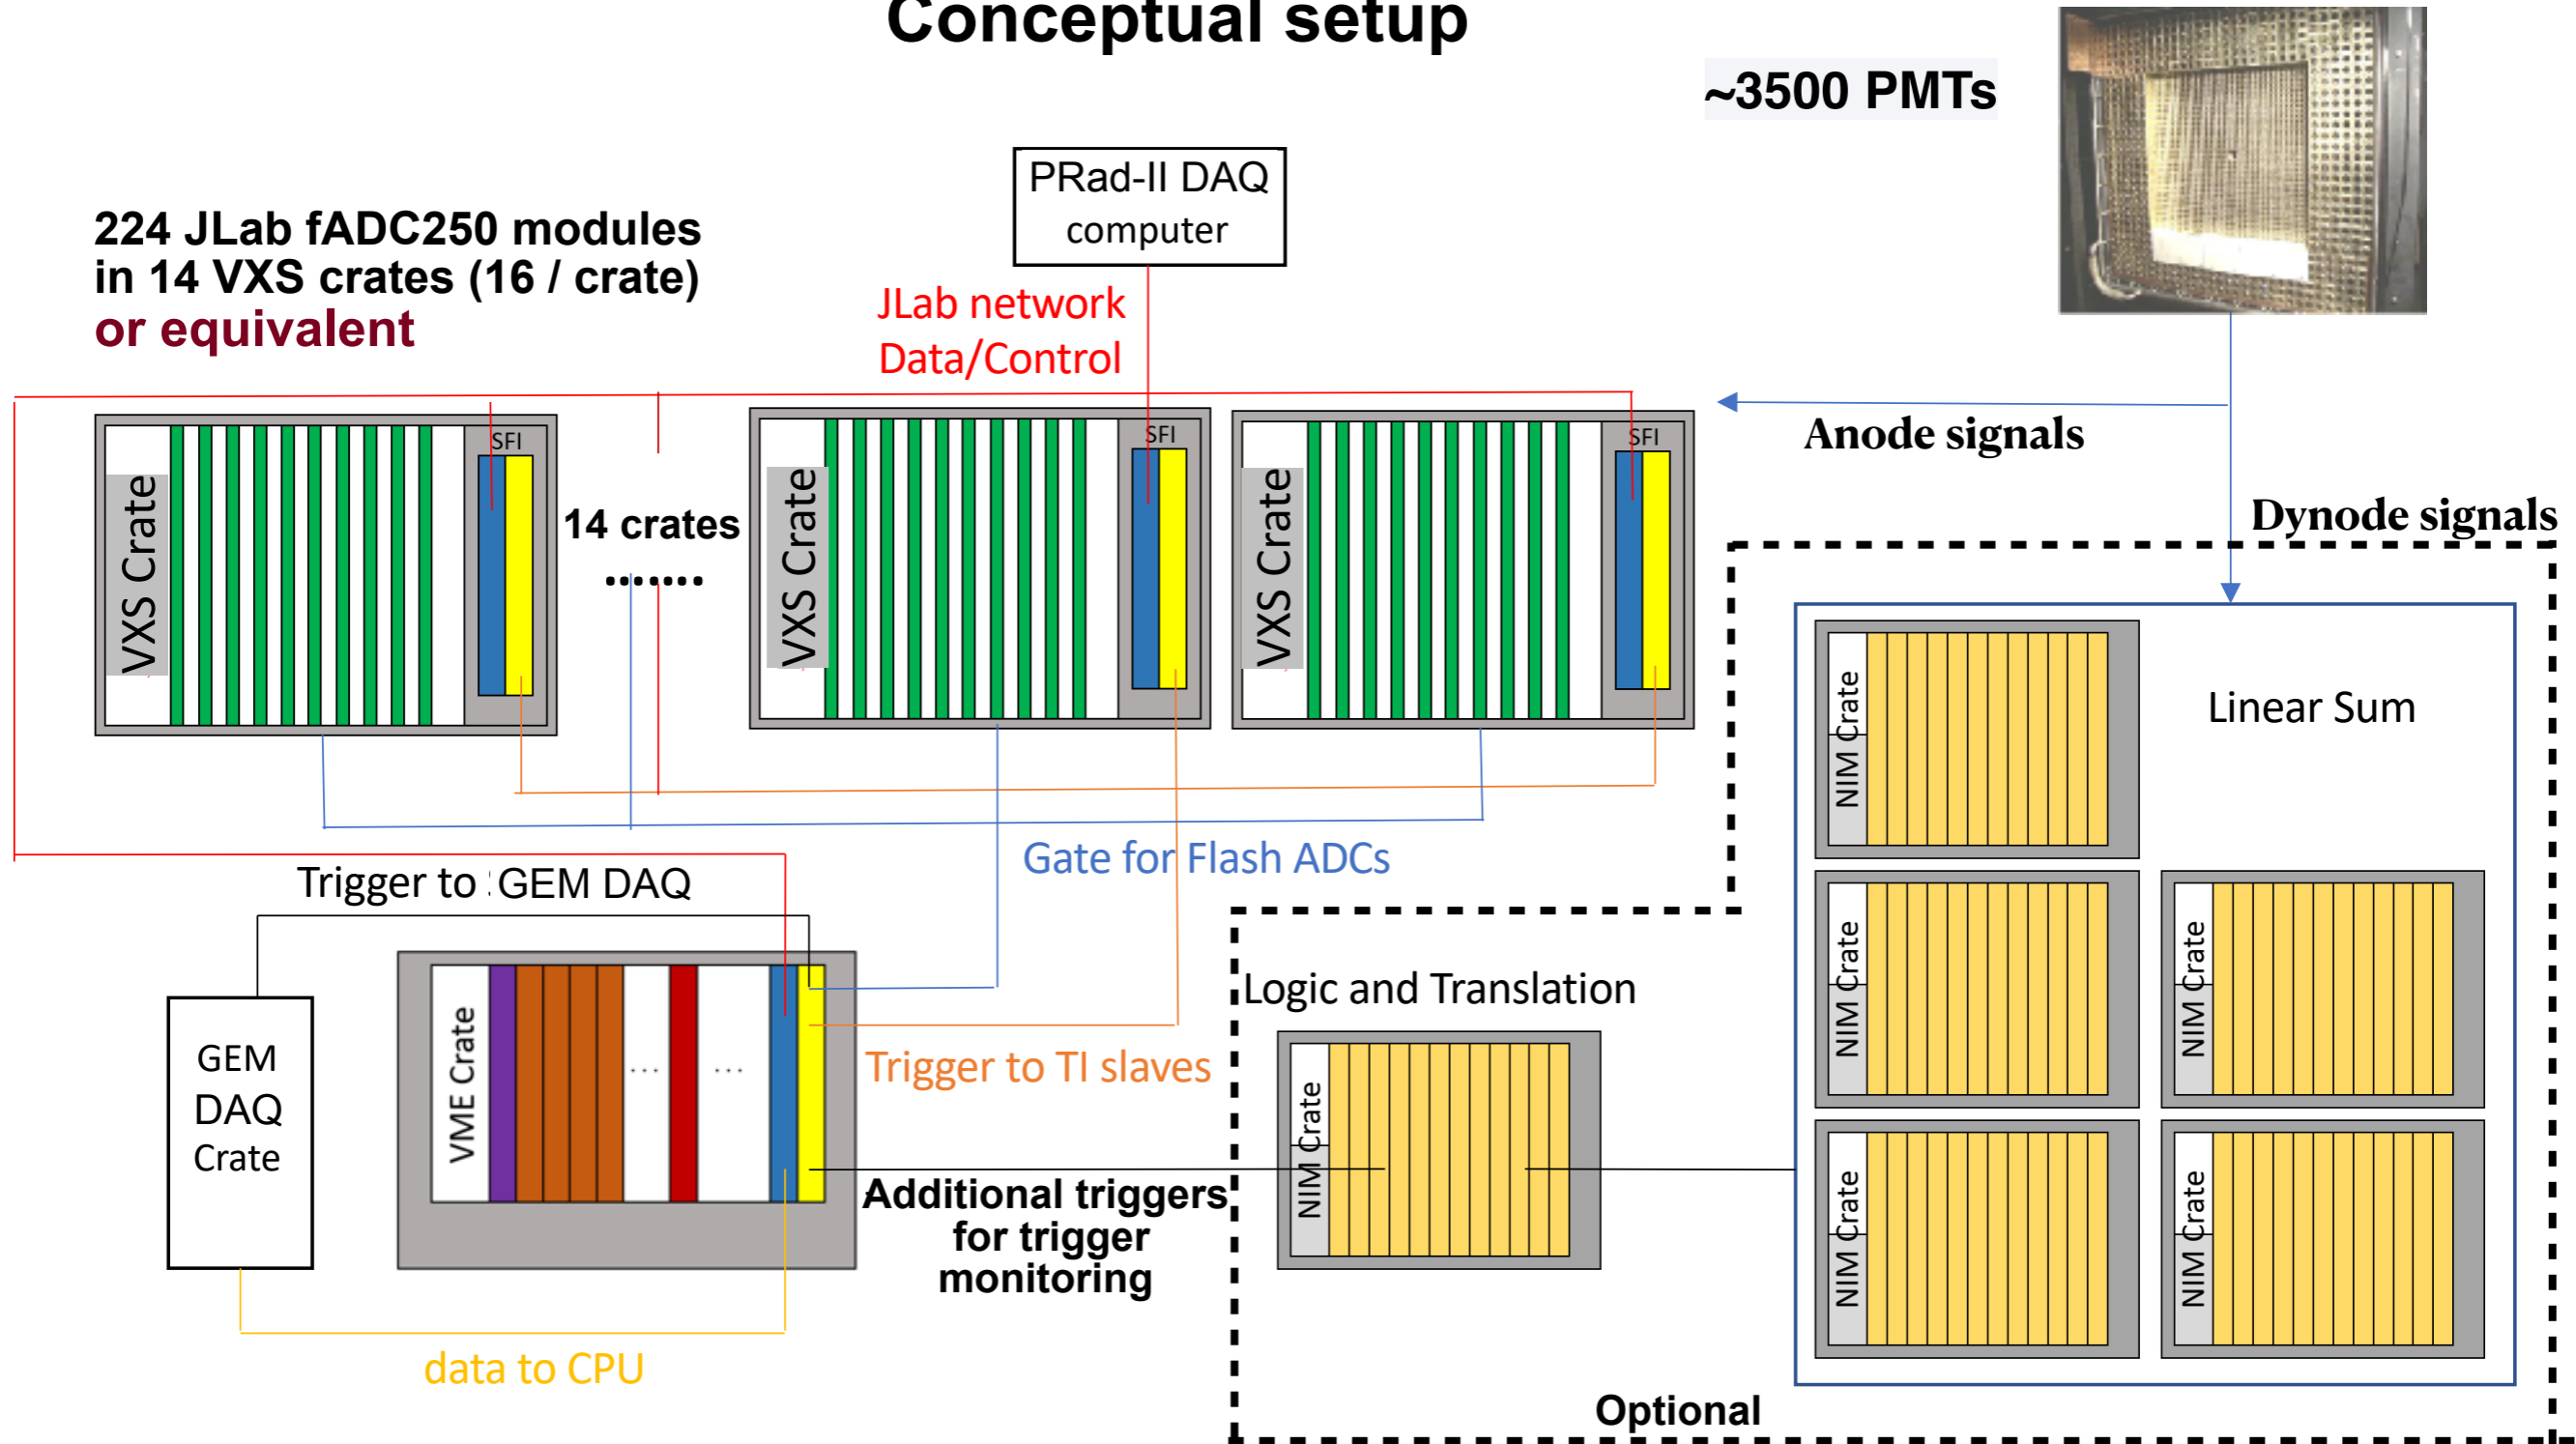 Conceptual setup
~3500 PMTs
PRad-II DAQ
computer
224 JLab fADC250 modules
in 14 VXS crates (16 / crate)
or equivalent
JLab network
Data/Control
Anode signals
Dynode signals
VXS Crate
SFI
14 crates
.......
VXS Crate
SFI
VXS Crate
SFI
NIM Crate
Linear Sum
Gate for Flash ADCs
Trigger to GEM DAQ
NIM Crate
NIM Crate
Logic and Translation
GEM
DAQ
Crate
VME Crate
...
...
Trigger to TI slaves
NIM Crate
Additional triggers
for trigger
monitoring
NIM Crate
NIM Crate
data to CPU
Optional